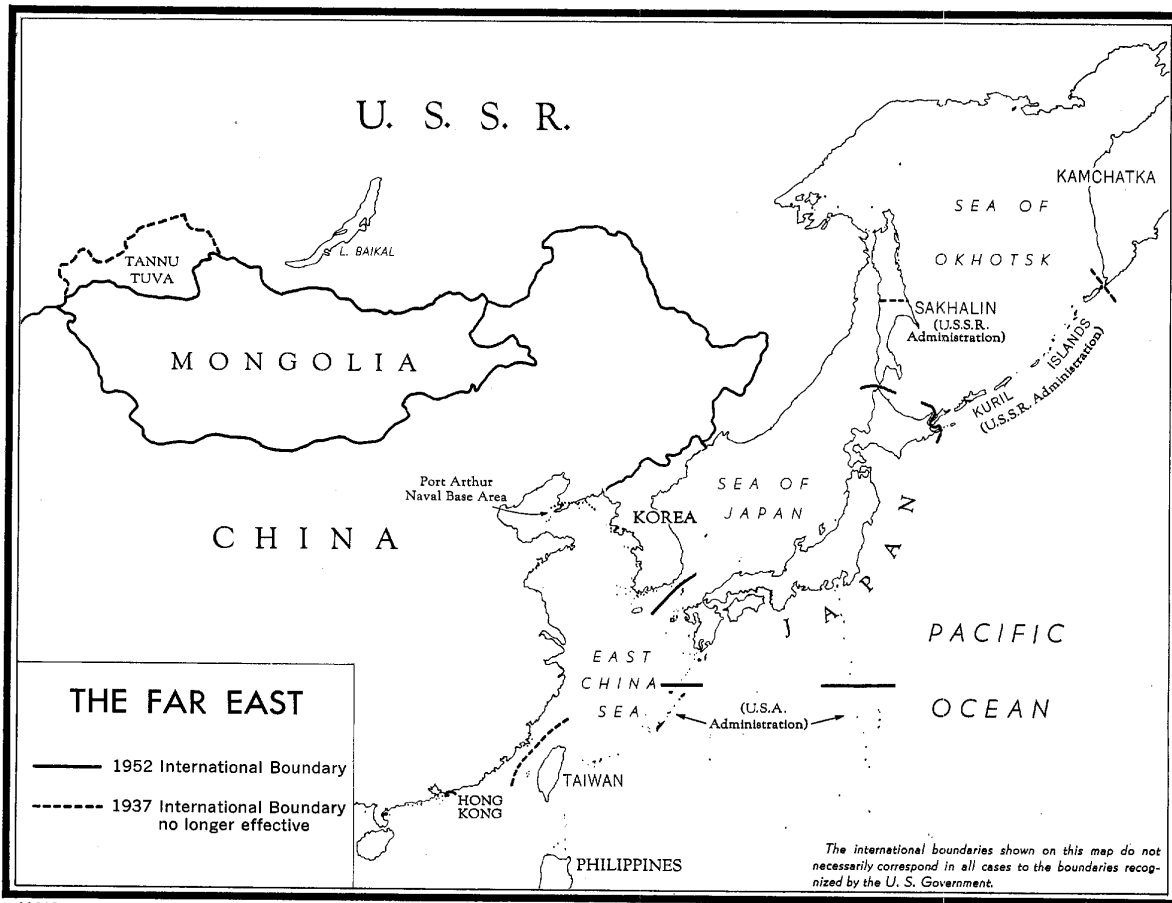 U. S. S. R.
KAMCHATKA
SEA OF
OKHOTSK
L. BAIKAL
TANNU
TUVA
SAKHALIN
(U.S.S.R.
Administration)
KURIL ISLANDS
(U.S.S.R. Administration)
MONGOLIA
Port Arthur
Naval Base Area
SEA OF
JAPAN
KOREA
CHINA
JAPAN
PACIFIC
OCEAN
EAST
CHINA
SEA
(U.S.A.
Administration)
TAIWAN
HONG
KONG
PHILIPPINES
THE FAR EAST
1952 International Boundary
1937 International Boundary
no longer effective
The international boundaries shown on this map do not
necessarily correspond in all cases to the boundaries recog-
nized by the U. S. Government.